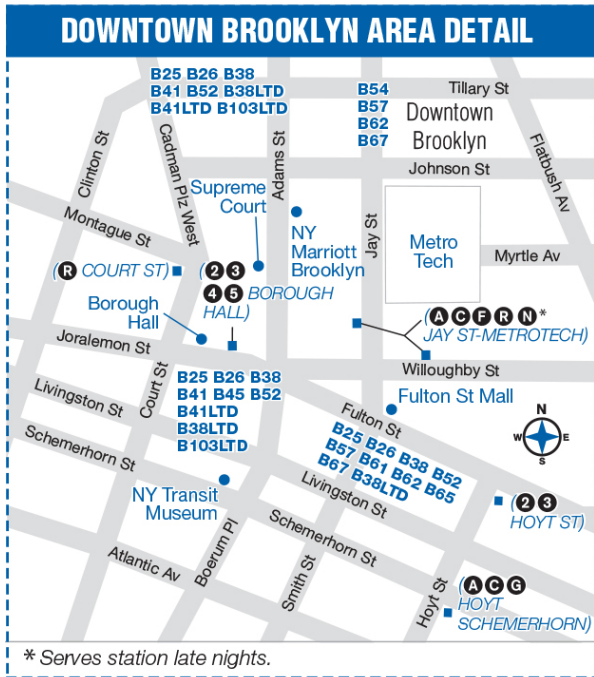 DOWNTOWN BROOKLYN AREA DETAIL
B25 B26 B38
B41 B52 B38LTD
B41LTD B103LTD
B54
B57
B62
B67
Tillary St
Downtown
Brooklyn
Johnson St
Flatbush Av
Clinton St
Cadman Plz West
Adams St
Jay St
Supreme
Court
NY
Marriott
Brooklyn
Metro
Tech
Myrtle Av
Montague St
(R COURT ST)
(2 3
4 5 BOROUGH
HALL)
Borough
Hall
(A C F R N*
JAY ST-METROTECH)
Joralemon St
Willoughby St
Court St
B25 B26 B38
B41 B45 B52
B41LTD
B38LTD
B103LTD
Fulton St Mall
Fulton St
B25 B26 B38 B52
B57 B61 B62 B65
B67 B38LTD
N
W E
S
Livingston St
Schemerhorn St
NY Transit
Museum
Livingston St
(2 3
HOYT ST)
Schemerhorn St
Atlantic Av
Boerum Pl
Smith St
Hoyt St
(A C G
HOYT
SCHEMERHORN)
* Serves station late nights.